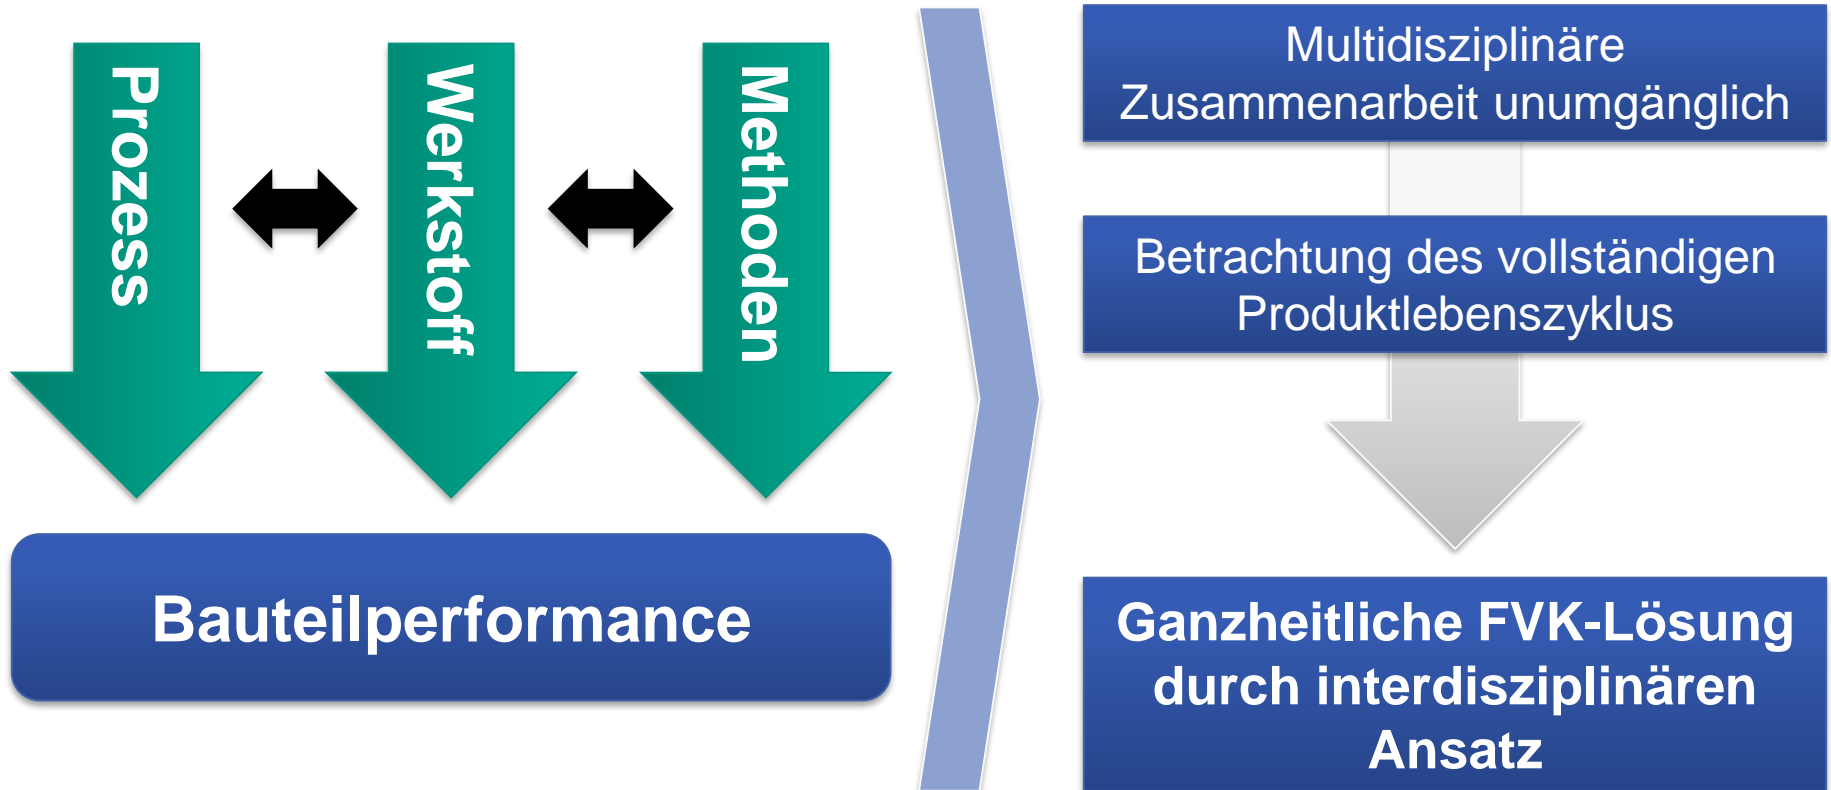 Prozess
Werkstoff
Methoden
Bauteilperformance
Multidisziplinäre
Zusammenarbeit unumgänglich
Betrachtung des vollständigen
Produktlebenszyklus
Ganzheitliche FVK-Lösung
durch interdisziplinären
Ansatz